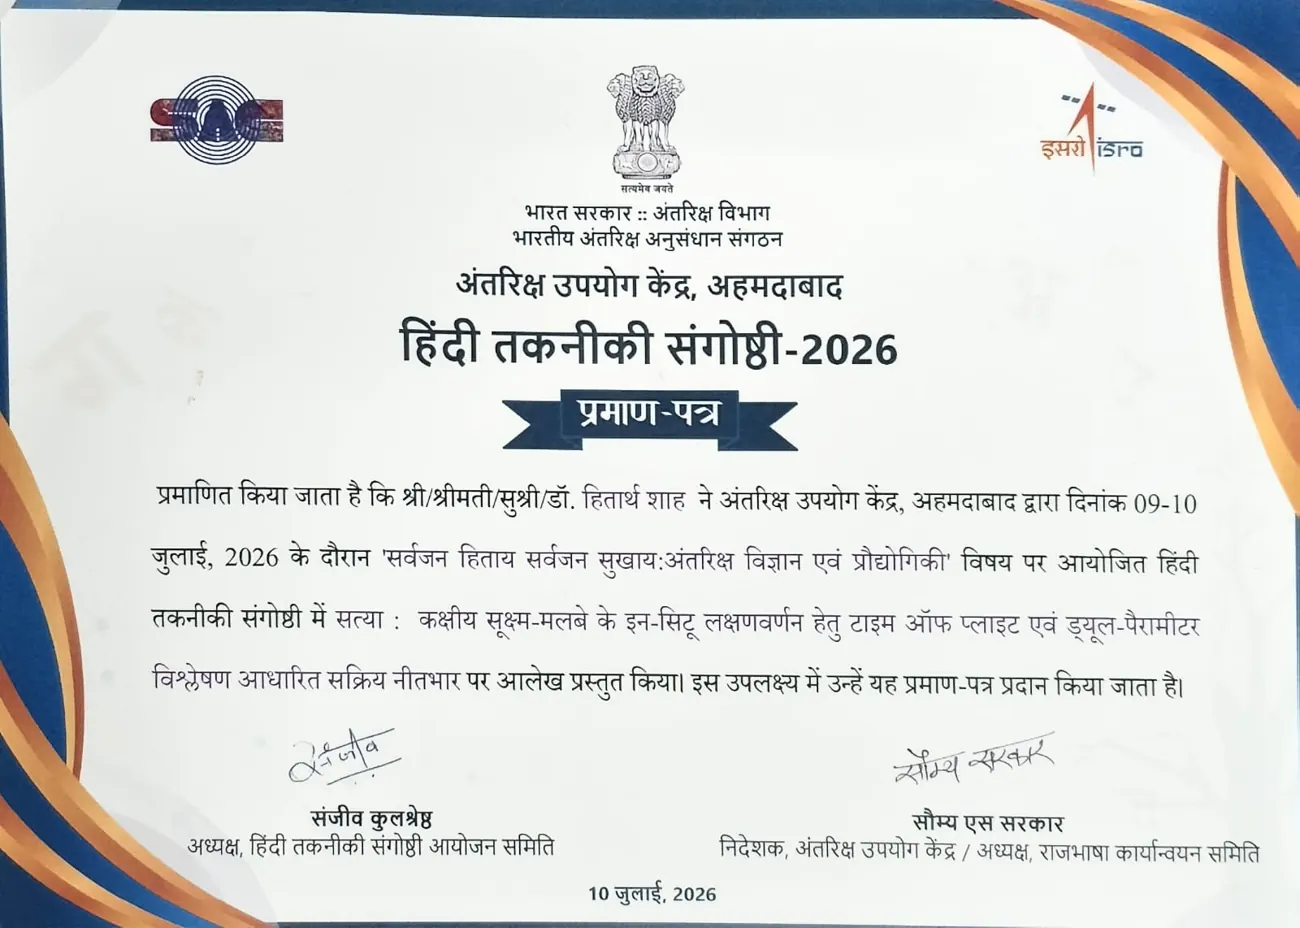 SAC
सत्यमेव जयते
इसरो isro
भारत सरकार :: अंतरिक्ष विभाग
भारतीय अंतरिक्ष अनुसंधान संगठन
अंतरिक्ष उपयोग केंद्र, अहमदाबाद
हिंदी तकनीकी संगोष्ठी-2026
प्रमाण-पत्र
प्रमाणित किया जाता है कि श्री/श्रीमती/सुश्री/डॉ. हितार्थ शाह ने अंतरिक्ष उपयोग केंद्र, अहमदाबाद द्वारा दिनांक 09-10
जुलाई, 2026 के दौरान 'सर्वजन हिताय सर्वजन सुखाय:अंतरिक्ष विज्ञान एवं प्रौद्योगिकी' विषय पर आयोजित हिंदी
तकनीकी संगोष्ठी में सत्या : कक्षीय सूक्ष्म-मलबे के इन-सिटू लक्षणवर्णन हेतु टाइम ऑफ प्लाइट एवं ड्यूल-पैरामीटर
विश्लेषण आधारित सक्रिय नीतभार पर आलेख प्रस्तुत किया। इस उपलक्ष्य में उन्हें यह प्रमाण-पत्र प्रदान किया जाता है।
संजीव
सौम्य सरकार
संजीव कुलश्रेष्ठ
सौम्य एस सरकार
अध्यक्ष, हिंदी तकनीकी संगोष्ठी आयोजन समिति
निदेशक, अंतरिक्ष उपयोग केंद्र / अध्यक्ष, राजभाषा कार्यान्वयन समिति
10 जुलाई, 2026